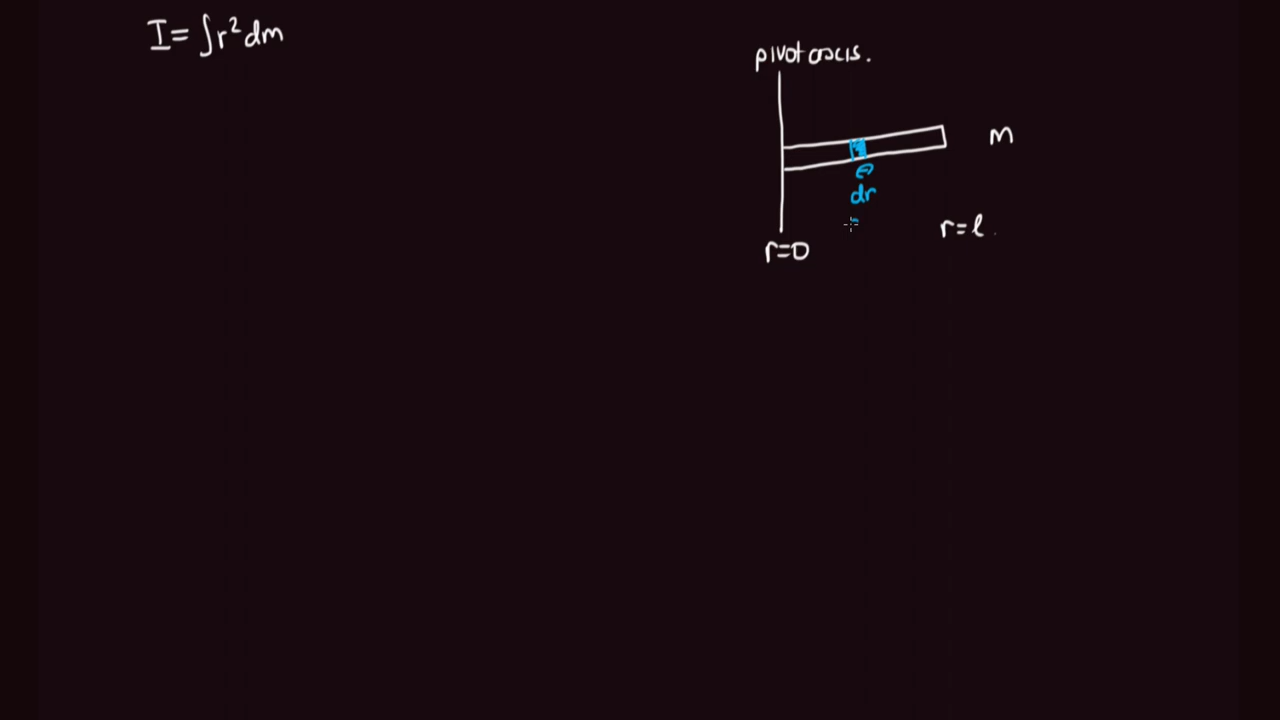 I = ∫r²dm
pivot axis.
m
dr
r=l.
r=0